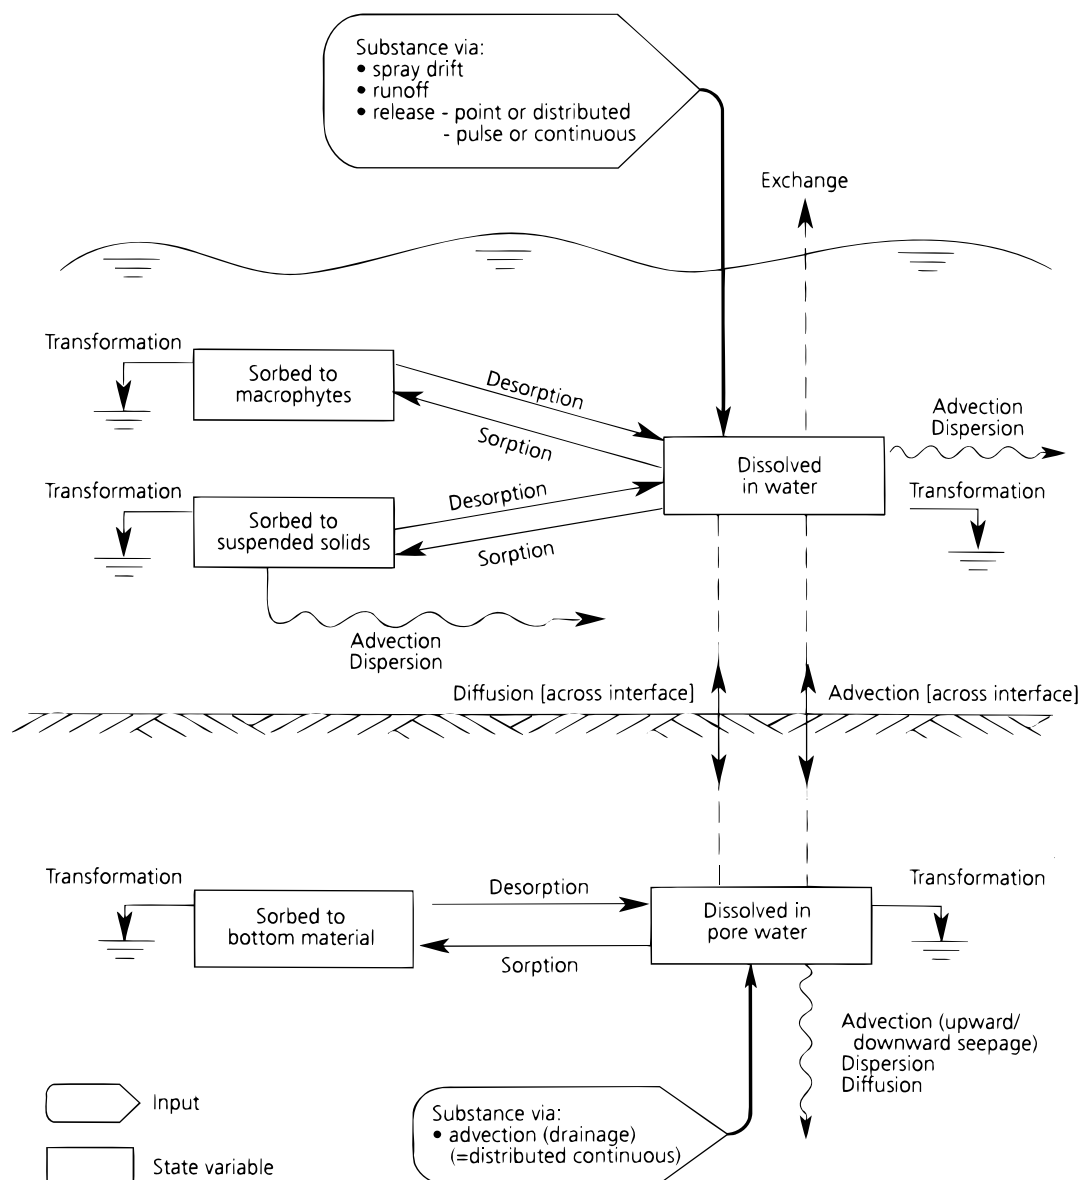 Substance via:
• spray drift
• runoff
• release - point or distributed
- pulse or continuous
Exchange
Transformation
Sorbed to
macrophytes
Desorption
Sorption
Dissolved
in water
Advection
Dispersion
Transformation
Sorbed to
suspended solids
Desorption
Sorption
Transformation
Advection
Dispersion
Diffusion [across interface]
Advection [across interface]
Transformation
Sorbed to
bottom material
Desorption
Sorption
Dissolved in
pore water
Transformation
Advection (upward/
downward seepage)
Dispersion
Diffusion
Substance via:
• advection (drainage)
(=distributed continuous)
Input
State variable